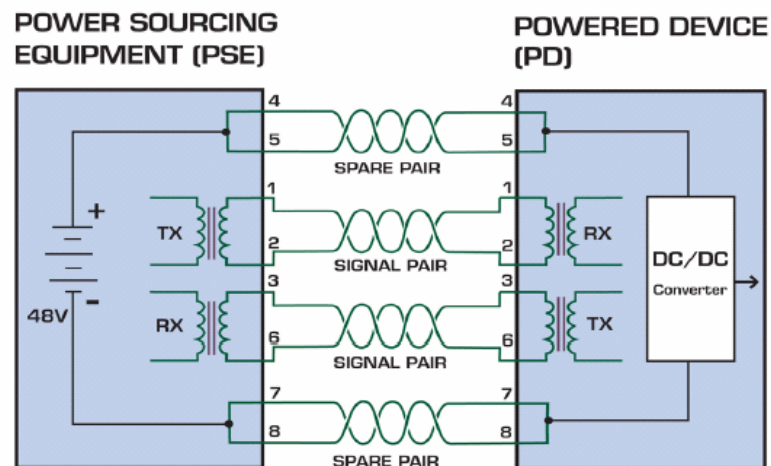 POWER SOURCING
EQUIPMENT (PSE)
POWERED DEVICE
(PD)
4
4
5
5
SPARE PAIR
1
1
+
TX
RX
2
2
SIGNAL PAIR
DC/DC
Converter
3
3
-
48V
RX
TX
6
6
SIGNAL PAIR
7
7
8
8
SPARE PAIR